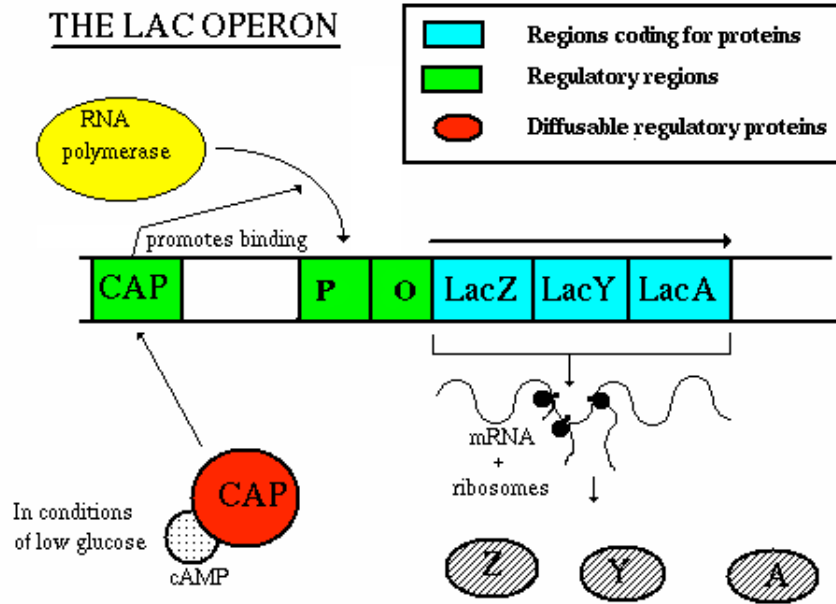 THE LAC OPERON
Regions coding for proteins
Regulatory regions
Diffusable regulatory proteins
RNA
polymerase
promotes binding
CAP
P
O
LacZ
LacY
LacA
mRNA
+
ribosomes
CAP
In conditions
of low glucose
cAMP
Z
Y
A